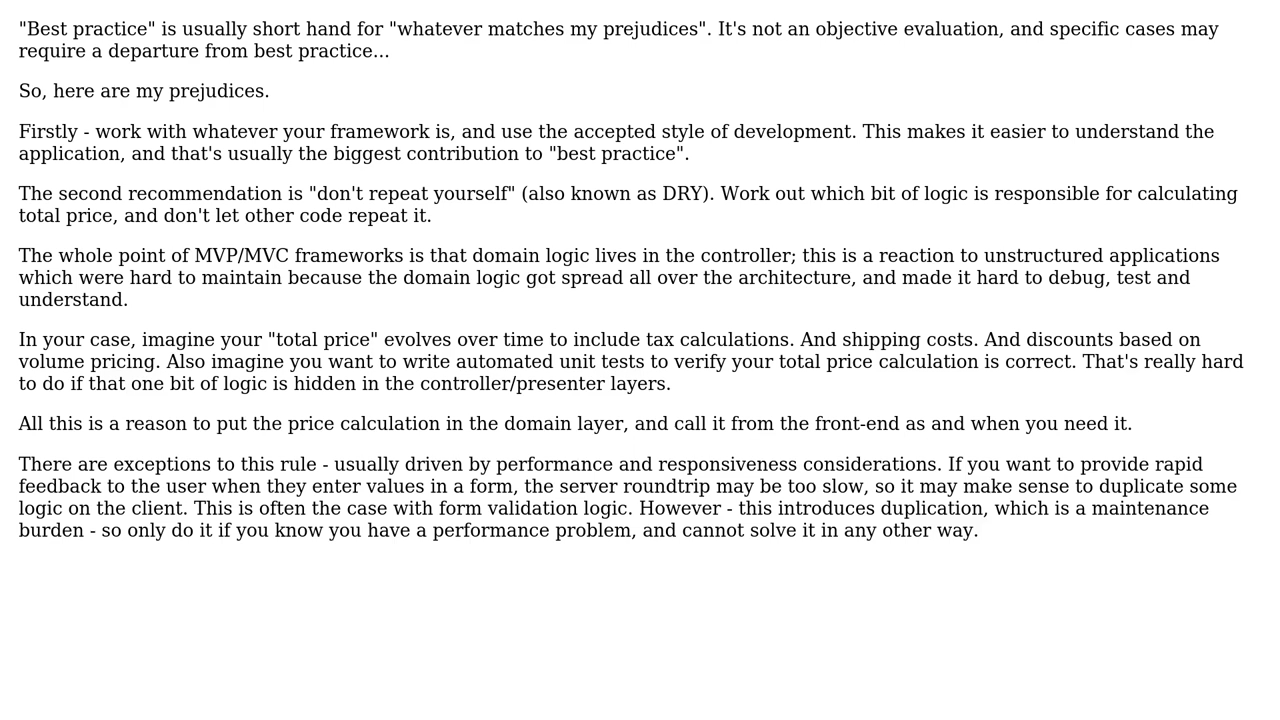 "Best practice" is usually short hand for "whatever matches my prejudices". It's not an objective evaluation, and specific cases may
require a departure from best practice...
So, here are my prejudices.
Firstly - work with whatever your framework is, and use the accepted style of development. This makes it easier to understand the
application, and that's usually the biggest contribution to "best practice".
The second recommendation is "don't repeat yourself" (also known as DRY). Work out which bit of logic is responsible for calculating
total price, and don't let other code repeat it.
The whole point of MVP/MVC frameworks is that domain logic lives in the controller; this is a reaction to unstructured applications
which were hard to maintain because the domain logic got spread all over the architecture, and made it hard to debug, test and
understand.
In your case, imagine your "total price" evolves over time to include tax calculations. And shipping costs. And discounts based on
volume pricing. Also imagine you want to write automated unit tests to verify your total price calculation is correct. That's really hard
to do if that one bit of logic is hidden in the controller/presenter layers.
All this is a reason to put the price calculation in the domain layer, and call it from the front-end as and when you need it.
There are exceptions to this rule - usually driven by performance and responsiveness considerations. If you want to provide rapid
feedback to the user when they enter values in a form, the server roundtrip may be too slow, so it may make sense to duplicate some
logic on the client. This is often the case with form validation logic. However - this introduces duplication, which is a maintenance
burden - so only do it if you know you have a performance problem, and cannot solve it in any other way.